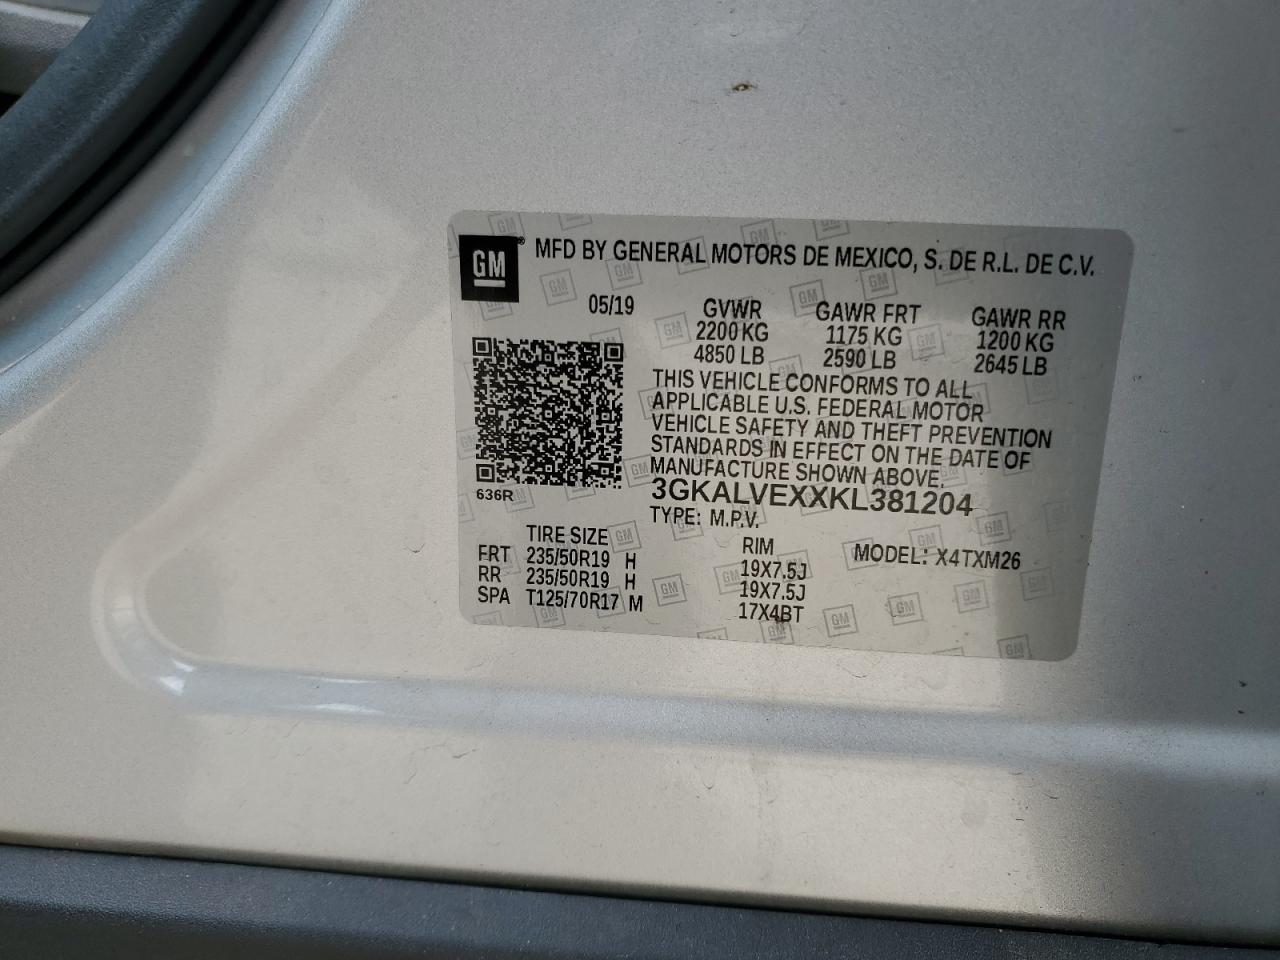 GM® MFD BY GENERAL MOTORS DE MEXICO, S. DE R.L. DE C.V.
05/19 GVWR GAWR FRT GAWR RR
2200 KG 1175 KG 1200 KG
4850 LB 2590 LB 2645 LB
THIS VEHICLE CONFORMS TO ALL
APPLICABLE U.S. FEDERAL MOTOR
VEHICLE SAFETY AND THEFT PREVENTION
STANDARDS IN EFFECT ON THE DATE OF
MANUFACTURE SHOWN ABOVE.
636R 3GKALVEXXKL381204
TYPE: M.P.V.
TIRE SIZE RIM MODEL: X4TXM26
FRT 235/50R19 H 19X7.5J
RR 235/50R19 H 19X7.5J
SPA T125/70R17 M 17X4BT